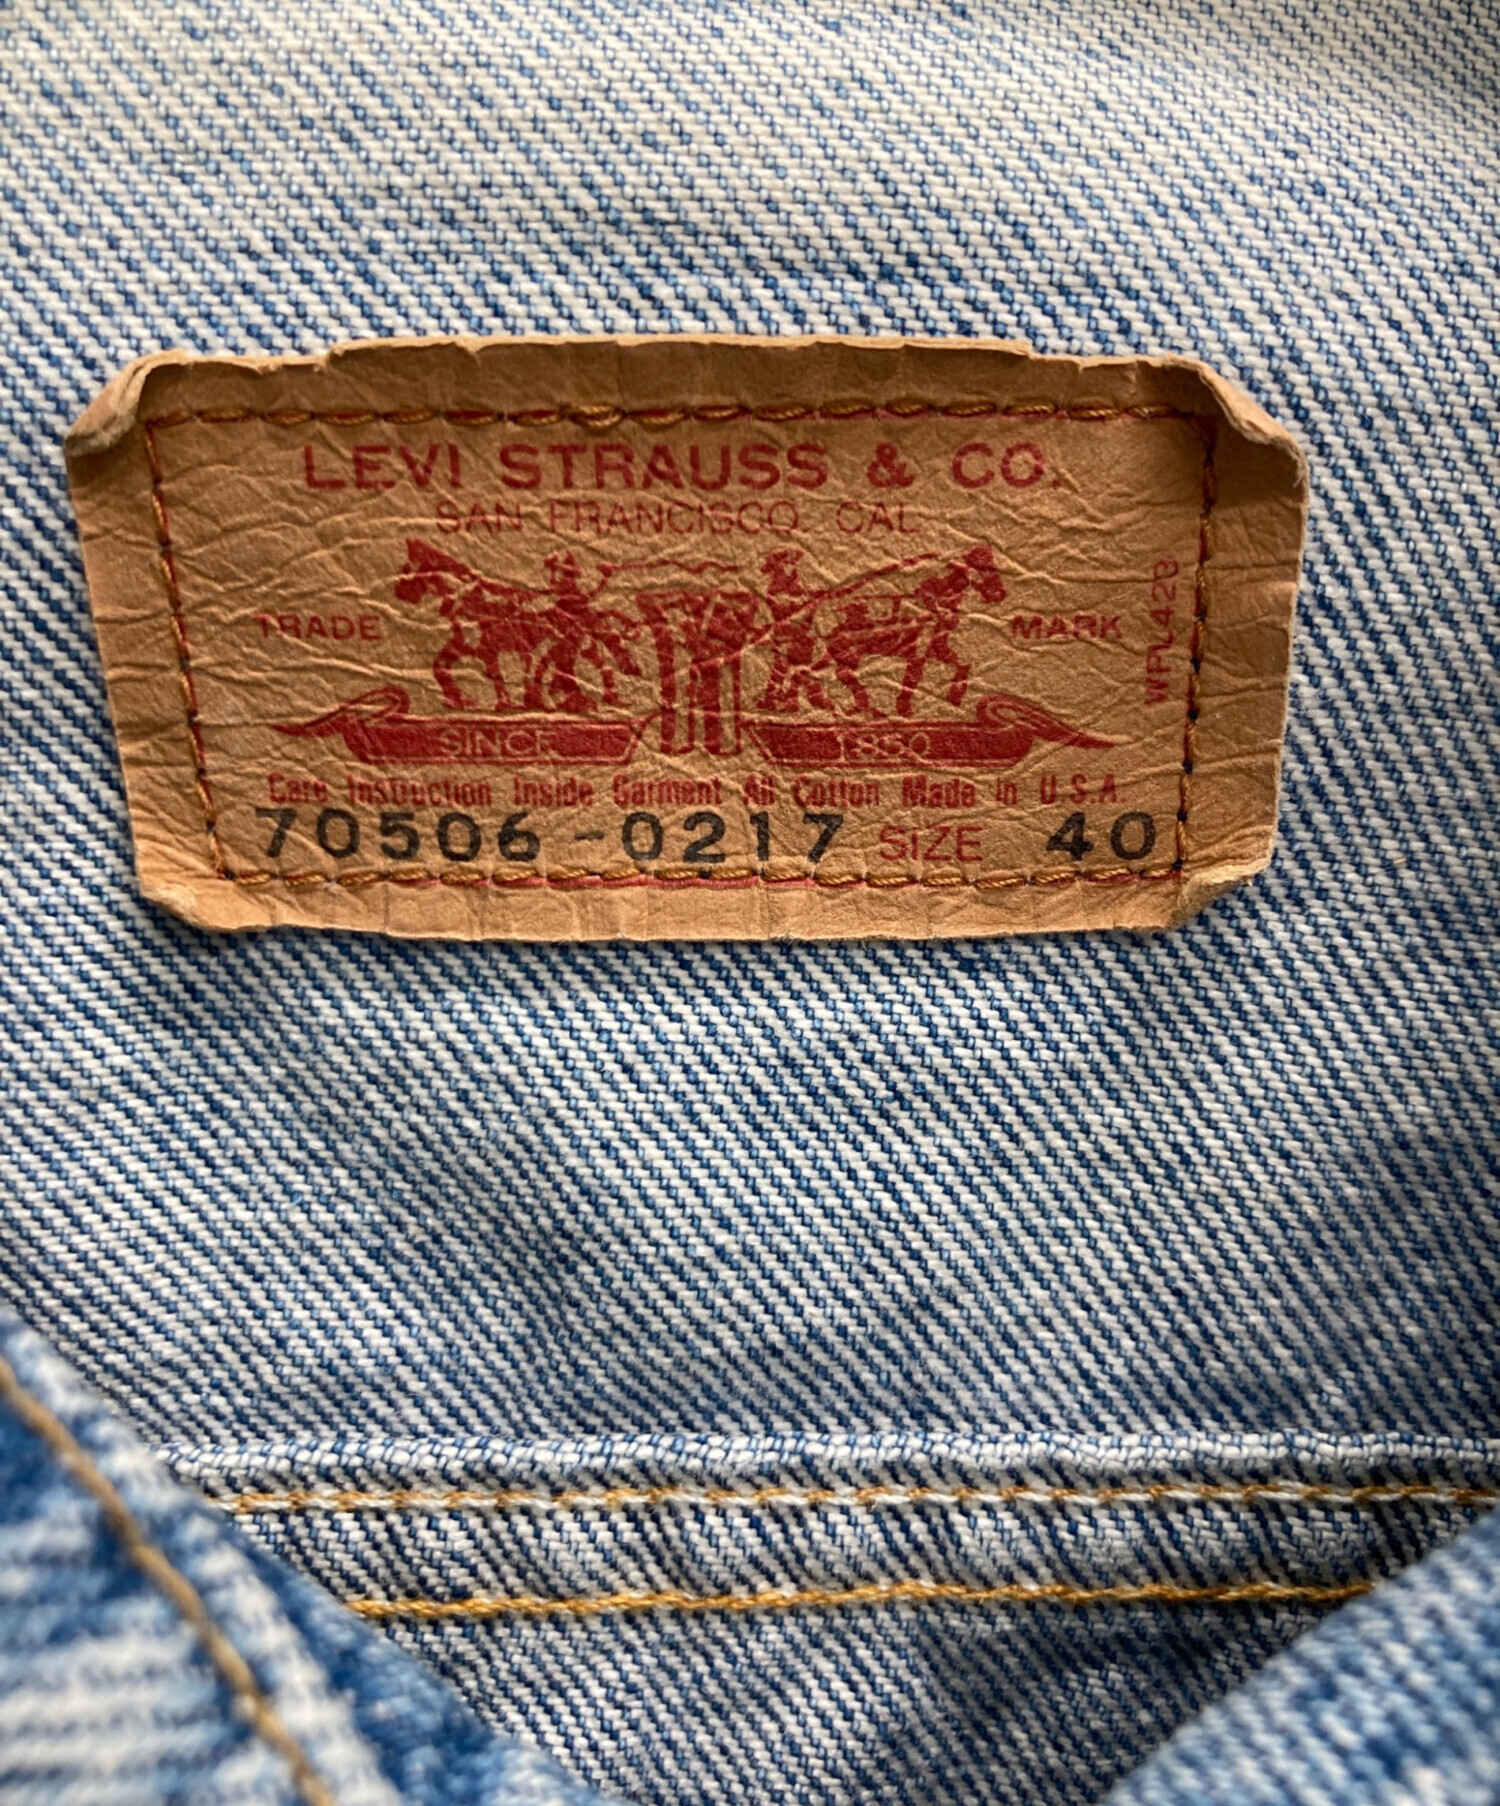 LEVI STRAUSS & CO.
SAN FRANCISCO CAL
TRADE MARK
WPL423
SINCE 1850
Care Instruction Inside Garment All Cotton Made in U.S.A.
70506-0217 SIZE 40